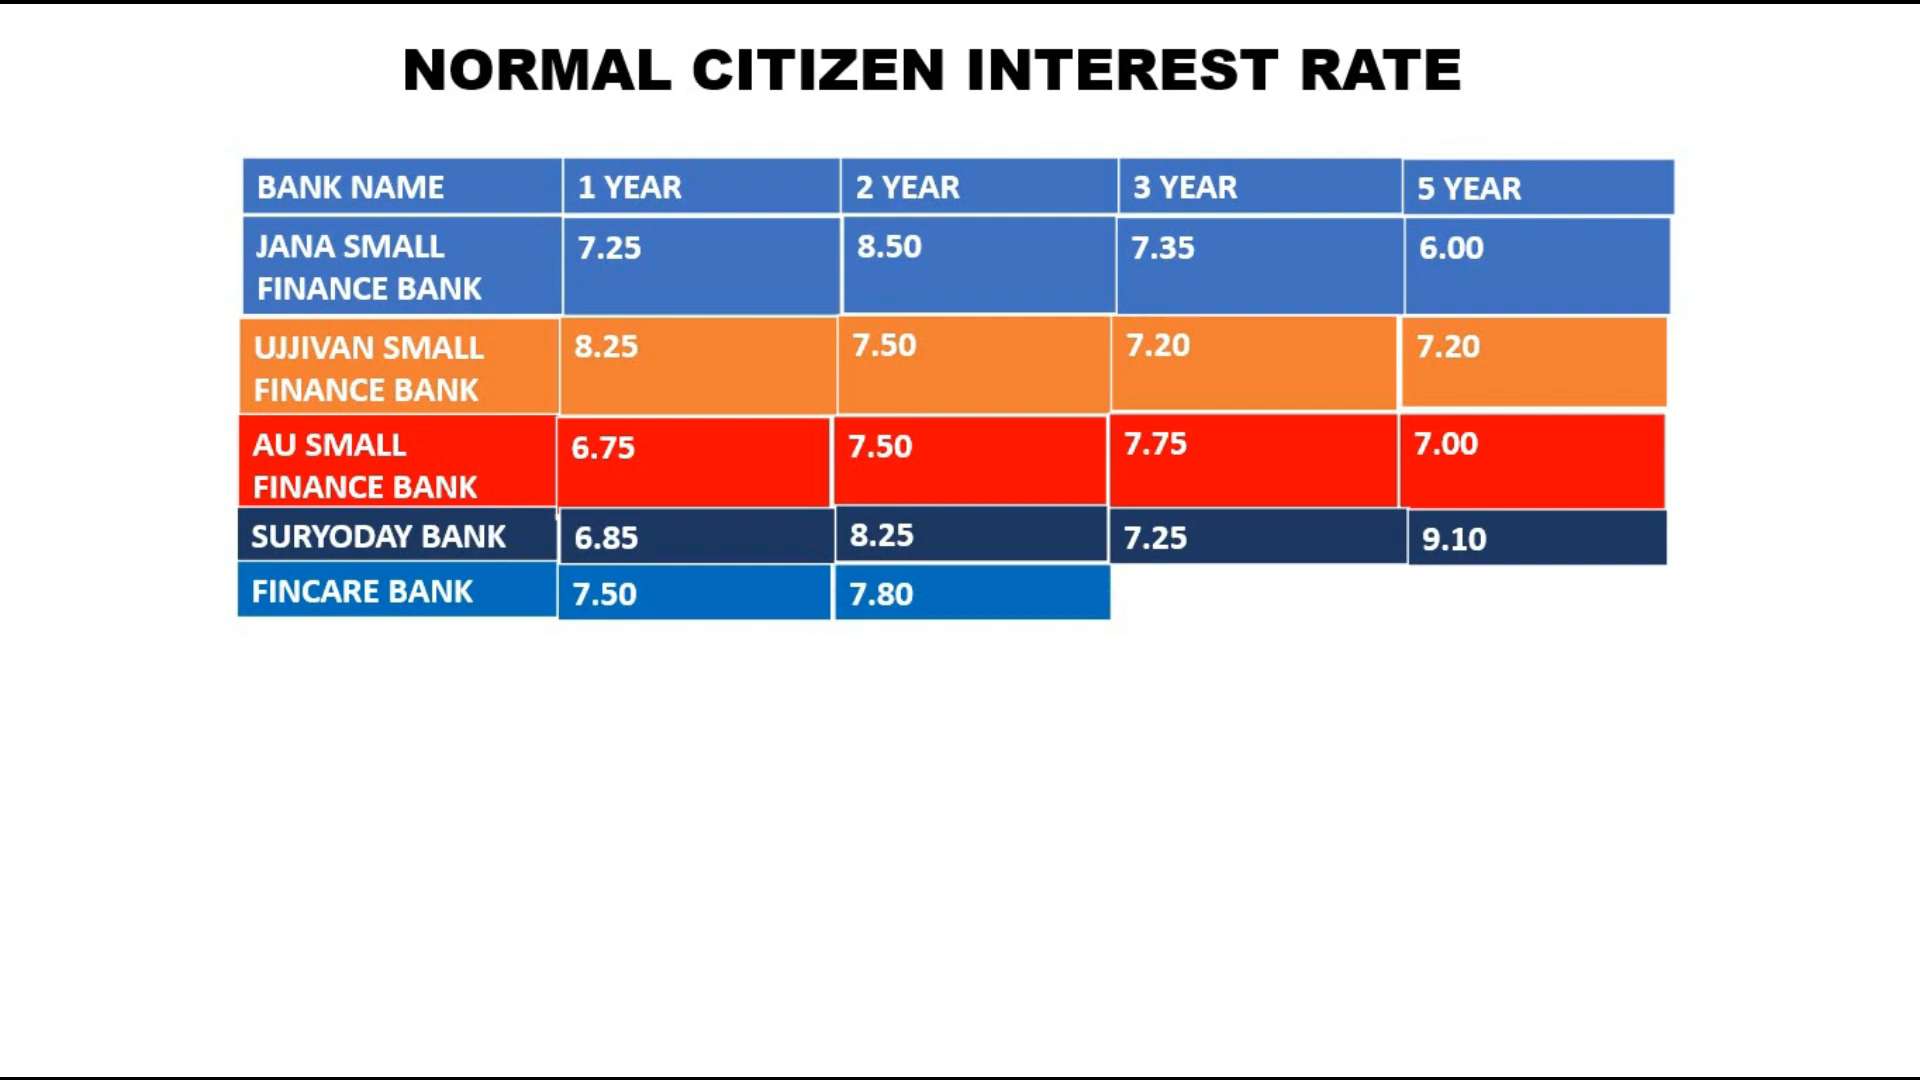 NORMAL CITIZEN INTEREST RATE
BANK NAME 1 YEAR 2 YEAR 3 YEAR 5 YEAR
JANA SMALL 7.25 8.50 7.35 6.00
FINANCE BANK
UJJIVAN SMALL 8.25 7.50 7.20 7.20
FINANCE BANK
AU SMALL 6.75 7.50 7.75 7.00
FINANCE BANK
SURYODAY BANK 6.85 8.25 7.25 9.10
FINCARE BANK 7.50 7.80